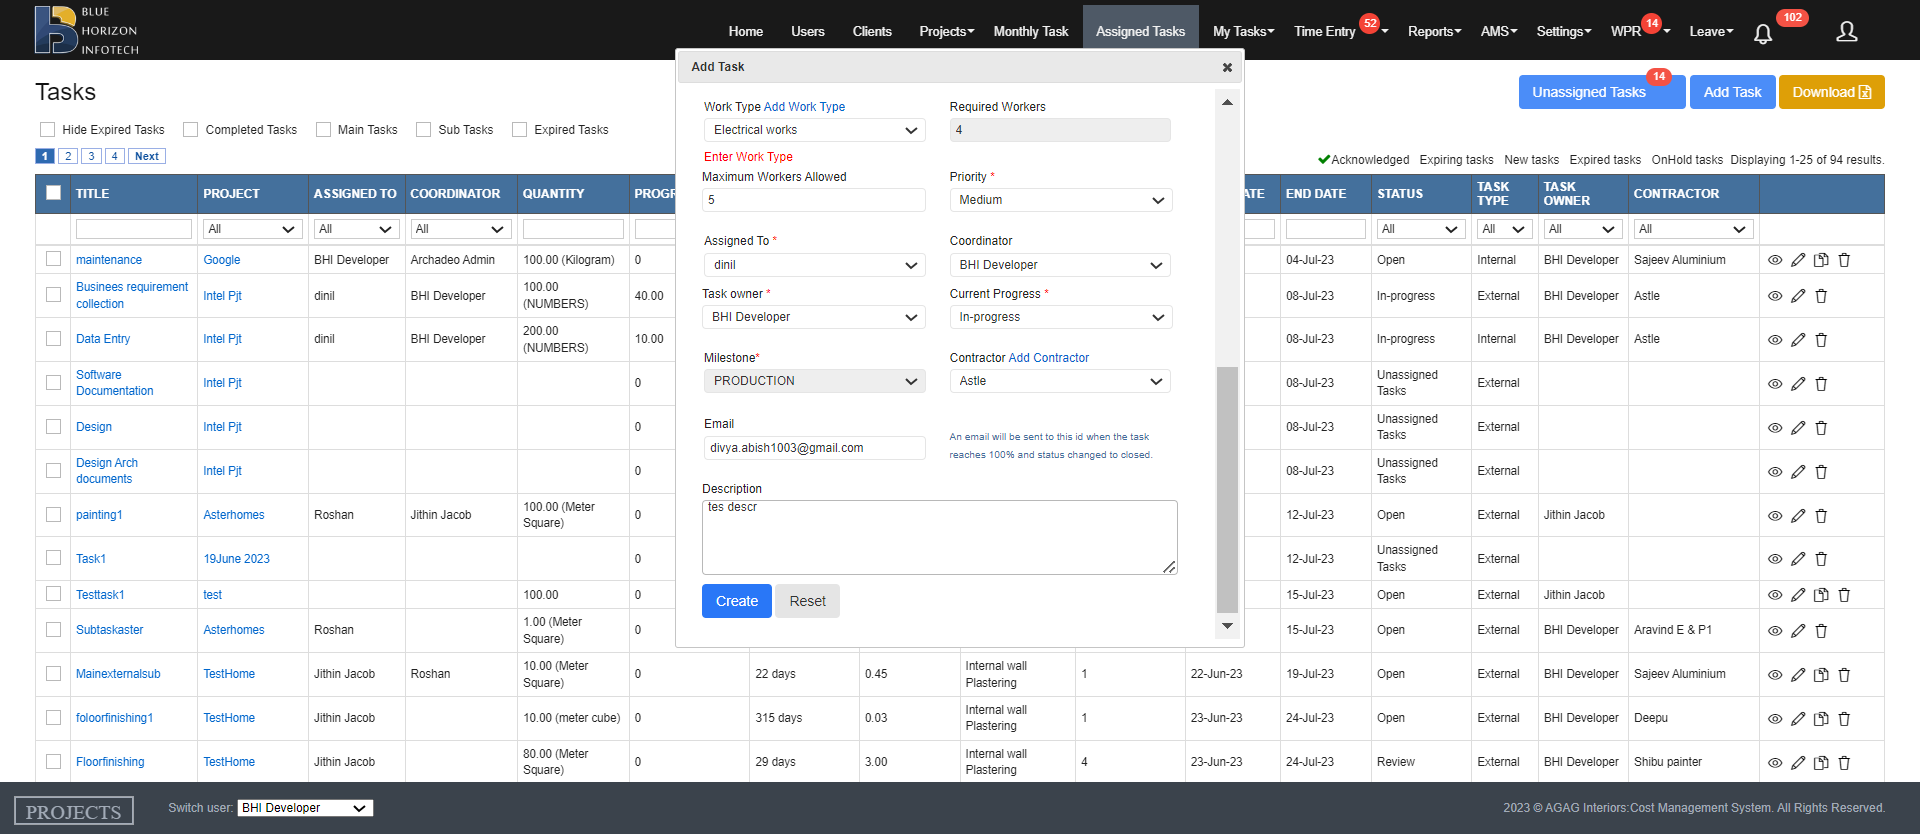 BLUE
HORIZON
INFOTECH
Home Users Clients Projects Monthly Task Assigned Tasks My Tasks Time Entry 52 Reports AMS Settings WPR 14 Leave 102
Tasks
Unassigned Tasks 14 Add Task Download
Hide Expired Tasks Completed Tasks Main Tasks Sub Tasks Expired Tasks
1 2 3 4 Next
Acknowledged Expiring tasks New tasks Expired tasks OnHold tasks Displaying 1-25 of 94 results.
Add Task
Work Type Add Work Type Required Workers
Electrical works 4
Enter Work Type
Maximum Workers Allowed Priority *
5 Medium
Assigned To * Coordinator
dinil BHI Developer
Task owner * Current Progress *
BHI Developer In-progress
Milestone* Contractor Add Contractor
PRODUCTION Astle
Email
divya.abish1003@gmail.com
An email will be sent to this id when the task
reaches 100% and status changed to closed.
Description
tes descr
Create Reset
TITLE PROJECT ASSIGNED TO COORDINATOR QUANTITY PROGR ATE END DATE STATUS TASK TYPE TASK OWNER CONTRACTOR
All All All All All All All
maintenance Google BHI Developer Archadeo Admin 100.00 (Kilogram) 0 04-Jul-23 Open Internal BHI Developer Sajeev Aluminium
Businees requirement collection Intel Pjt dinil BHI Developer 100.00 (NUMBERS) 40.00 08-Jul-23 In-progress External BHI Developer Astle
Data Entry Intel Pjt dinil BHI Developer 200.00 (NUMBERS) 10.00 08-Jul-23 In-progress Internal BHI Developer Astle
Software Documentation Intel Pjt 0 08-Jul-23 Unassigned Tasks External
Design Intel Pjt 0 08-Jul-23 Unassigned Tasks External
Design Arch documents Intel Pjt 0 08-Jul-23 Unassigned Tasks External
painting1 Asterhomes Roshan Jithin Jacob 100.00 (Meter Square) 0 12-Jul-23 Open External Jithin Jacob
Task1 19June 2023 0 12-Jul-23 Unassigned Tasks External
Testtask1 test 100.00 0 15-Jul-23 Open External Jithin Jacob
Subtaskaster Asterhomes Roshan 1.00 (Meter Square) 0 15-Jul-23 Open External BHI Developer Aravind E & P1
Mainexternalsub TestHome Jithin Jacob Roshan 10.00 (Meter Square) 0 22 days 0.45 Internal wall Plastering 1 22-Jun-23 19-Jul-23 Open External BHI Developer Sajeev Aluminium
foloorfinishing1 TestHome Jithin Jacob 10.00 (meter cube) 0 315 days 0.03 Internal wall Plastering 1 23-Jun-23 24-Jul-23 Open External BHI Developer Deepu
Floorfinishing TestHome Jithin Jacob 80.00 (Meter Square) 0 29 days 3.00 Internal wall Plastering 4 23-Jun-23 24-Jul-23 Review External BHI Developer Shibu painter
PROJECTS Switch user: BHI Developer 2023 © AGAG Interiors:Cost Management System. All Rights Reserved.